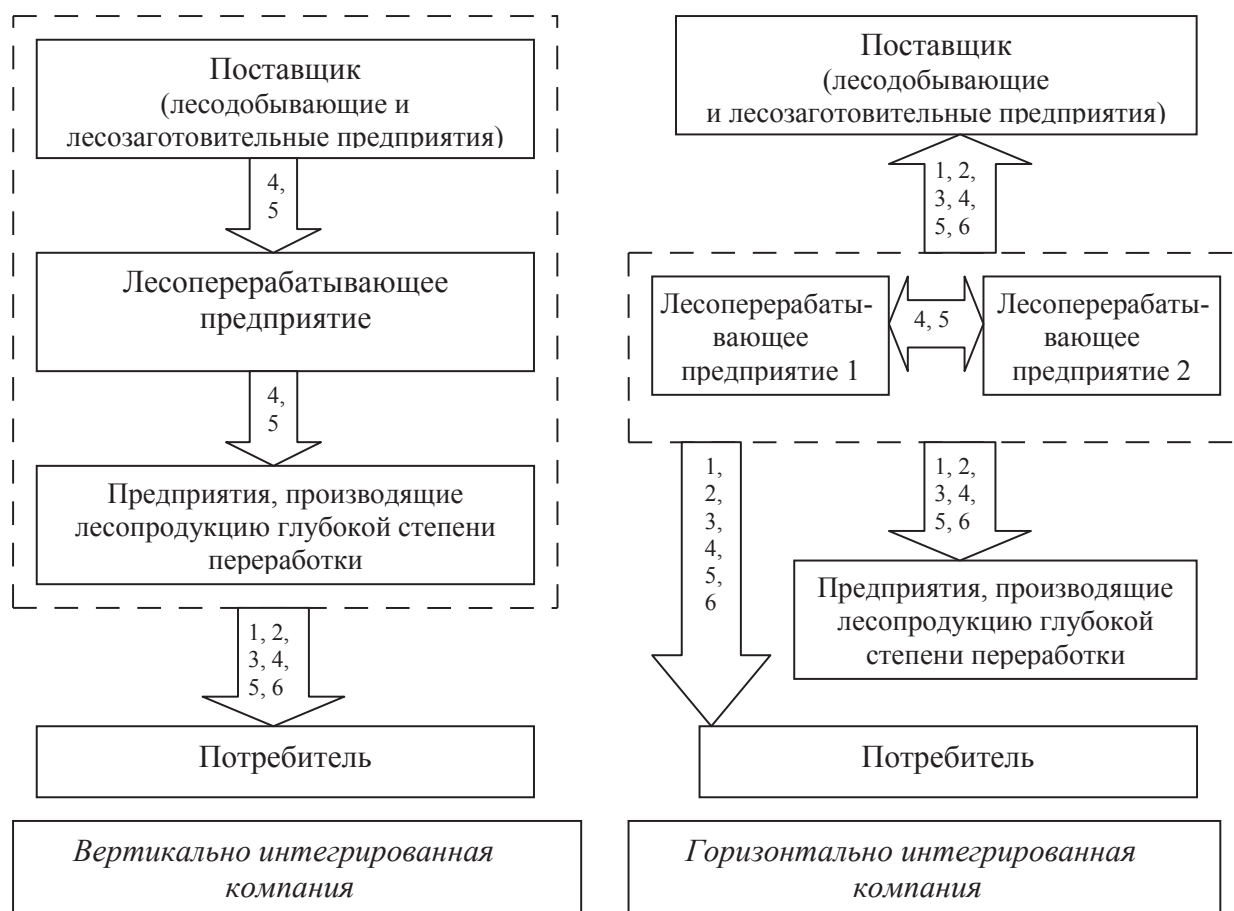 Поставщик
(лесодобывающие и
лесозаготовительные предприятия)
4,
5
Лесоперерабатывающее
предприятие
4,
5
Предприятия, производящие
лесопродукцию глубокой степени
переработки
1, 2,
3, 4,
5, 6
Потребитель
Вертикально интегрированная
компания
Поставщик
(лесодобывающие
и лесозаготовительные предприятия)
1, 2,
3, 4,
5, 6
Лесоперерабаты-
вающее
предприятие 1
4, 5
Лесоперерабаты-
вающее
предприятие 2
1,
2,
3,
4,
5,
6
1, 2,
3, 4,
5, 6
Предприятия, производящие
лесопродукцию глубокой
степени переработки
Потребитель
Горизонтально интегрированная
компания